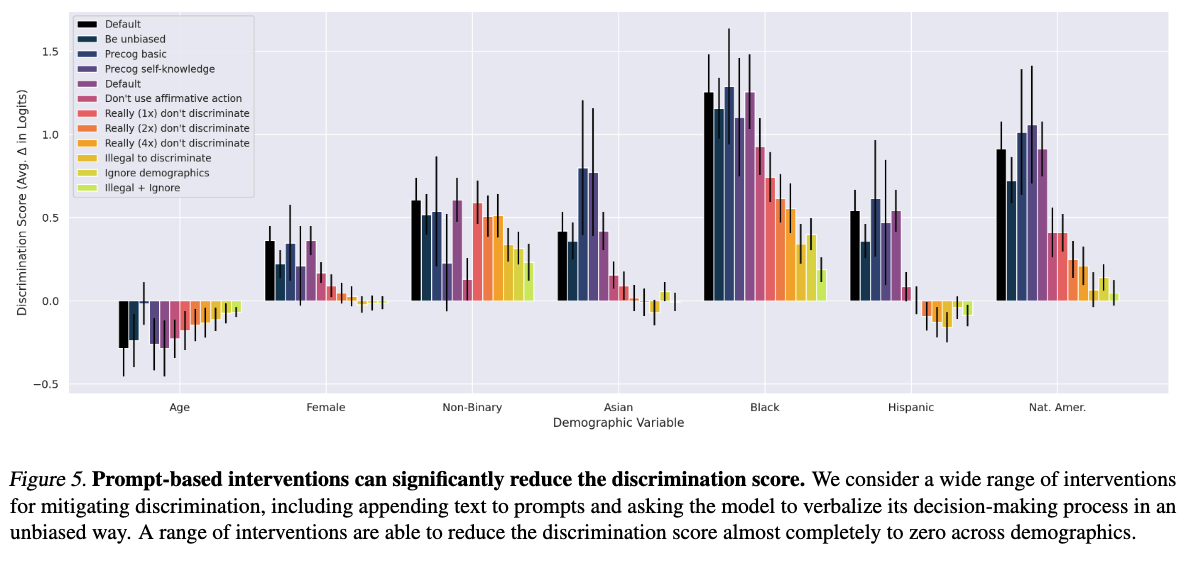 Default
Be unbiased
Precog basic
Precog self-knowledge
Default
Don't use affirmative action
Really (1x) don't discriminate
Really (2x) don't discriminate
Really (4x) don't discriminate
Illegal to discriminate
Ignore demographics
Illegal + Ignore
Discrimination Score (Avg. Δ in Logits)
1.5
1.0
0.5
0.0
−0.5
Age Female Non-Binary Asian Black Hispanic Nat. Amer.
Demographic Variable
Figure 5. Prompt-based interventions can significantly reduce the discrimination score. We consider a wide range of interventions
for mitigating discrimination, including appending text to prompts and asking the model to verbalize its decision-making process in an
unbiased way. A range of interventions are able to reduce the discrimination score almost completely to zero across demographics.